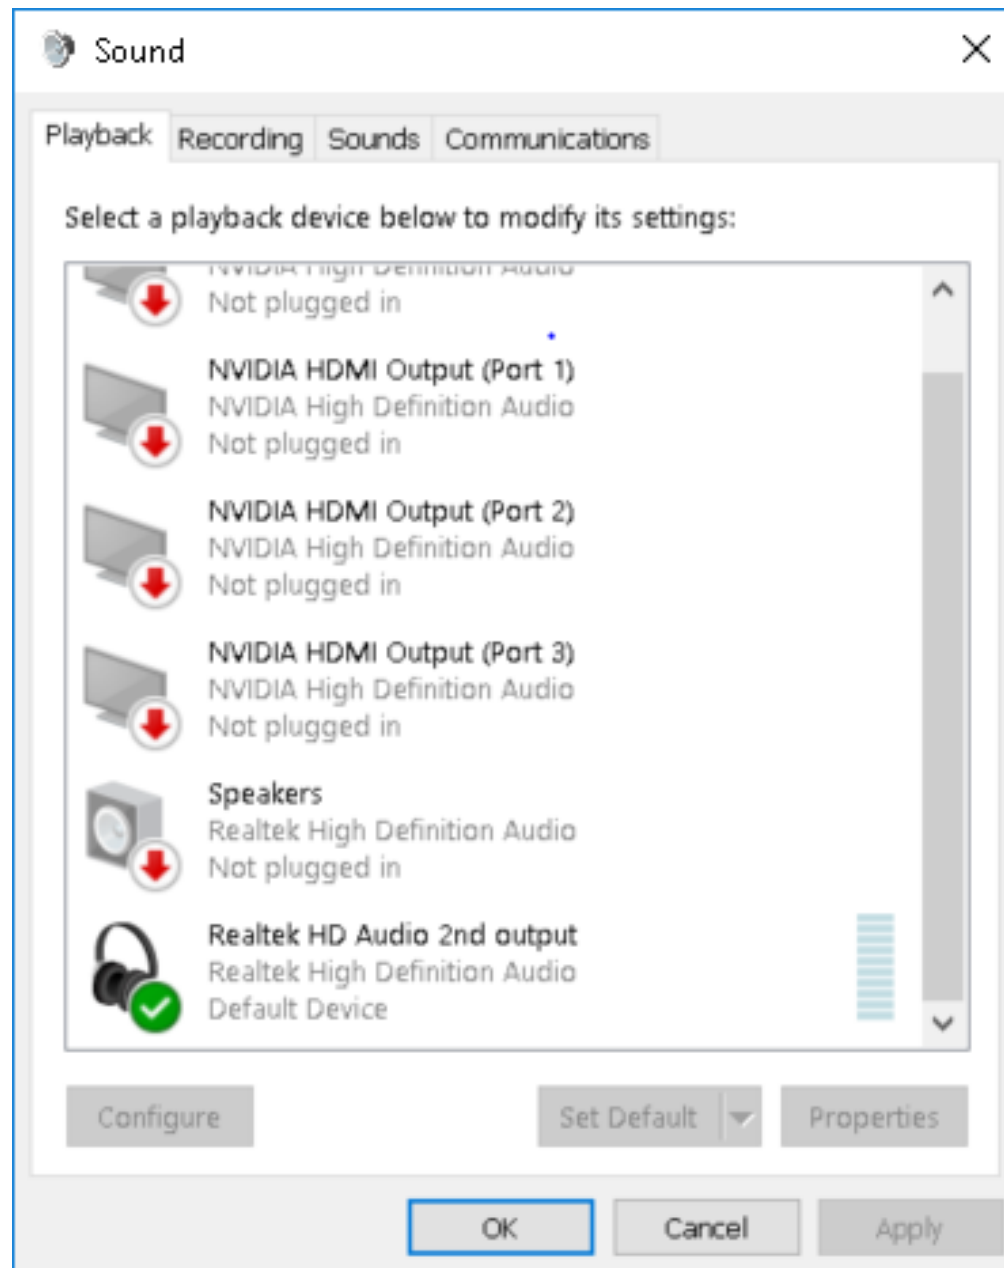 Sound
Playback Recording Sounds Communications
Select a playback device below to modify its settings:
NVIDIA High Definition Audio
Not plugged in
NVIDIA HDMI Output (Port 1)
NVIDIA High Definition Audio
Not plugged in
NVIDIA HDMI Output (Port 2)
NVIDIA High Definition Audio
Not plugged in
NVIDIA HDMI Output (Port 3)
NVIDIA High Definition Audio
Not plugged in
Speakers
Realtek High Definition Audio
Not plugged in
Realtek HD Audio 2nd output
Realtek High Definition Audio
Default Device
Configure Set Default Properties
OK Cancel Apply